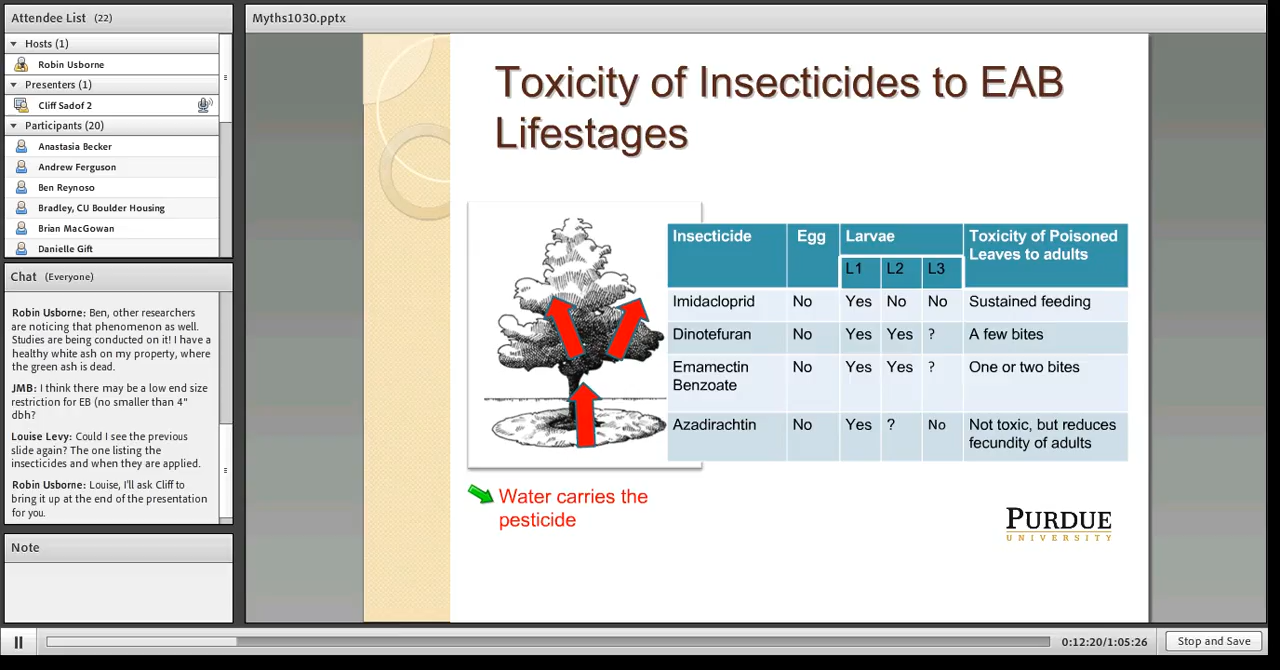 Attendee List (22)
Hosts (1)
Robin Usborne
Presenters (1)
Cliff Sadof 2
Participants (20)
Anastasia Becker
Andrew Ferguson
Ben Reynoso
Bradley, CU Boulder Housing
Brian MacGowan
Danielle Gift
Chat (Everyone)
Robin Usborne: Ben, other researchers
are noticing that phenomenon as well.
Studies are being conducted on it! I have a
healthy white ash on my property, where
the green ash is dead.
JMB: I think there may be a low end size
restriction for EB (no smaller than 4"
dbh?
Louise Levy: Could I see the previous
slide again? The one listing the
insecticides and when they are applied.
Robin Usborne: Louise, I'll ask Cliff to
bring it up at the end of the presentation
for you.
Note
Myths1030.pptx
Toxicity of Insecticides to EAB
Lifestages
Insecticide Egg Larvae Toxicity of Poisoned
Leaves to adults
L1 L2 L3
Imidacloprid No Yes No No Sustained feeding
Dinotefuran No Yes Yes ? A few bites
Emamectin No Yes Yes ? One or two bites
Benzoate
Azadirachtin No Yes ? No Not toxic, but reduces
fecundity of adults
Water carries the
pesticide
PURDUE
UNIVERSITY
0:12:20/1:05:26
Stop and Save